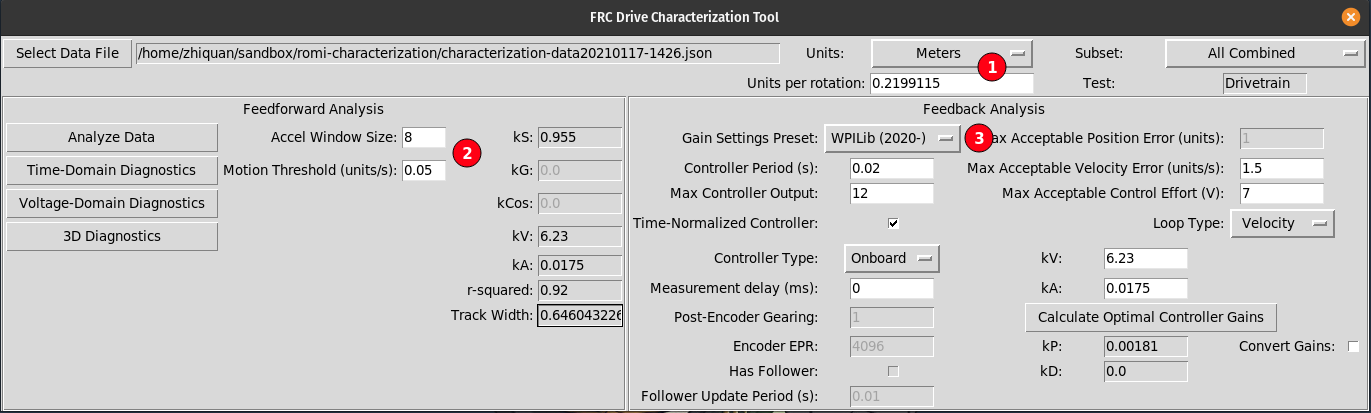 FRC Drive Characterization Tool
Select Data File /home/zhiquan/sandbox/romi-characterization/characterization-data20210117-1426.json Units: Meters Subset: All Combined
1
Units per rotation: 0.2199115 Test: Drivetrain
Feedforward Analysis
Analyze Data Accel Window Size: 8 kS: 0.955
2
Time-Domain Diagnostics Motion Threshold (units/s): 0.05 kG: 0.0
Voltage-Domain Diagnostics kCos: 0.0
3D Diagnostics kV: 6.23
kA: 0.0175
r-squared: 0.92
Track Width: 0.646043226
Feedback Analysis
Gain Settings Preset: WPILib (2020-) 3 ax Acceptable Position Error (units): 1
Controller Period (s): 0.02 Max Acceptable Velocity Error (units/s): 1.5
Max Controller Output: 12 Max Acceptable Control Effort (V): 7
Time-Normalized Controller: Loop Type: Velocity
Controller Type: Onboard kV: 6.23
Measurement delay (ms): 0 kA: 0.0175
Post-Encoder Gearing: 1 Calculate Optimal Controller Gains
Encoder EPR: 4096 kP: 0.00181 Convert Gains:
Has Follower: kD: 0.0
Follower Update Period (s): 0.01